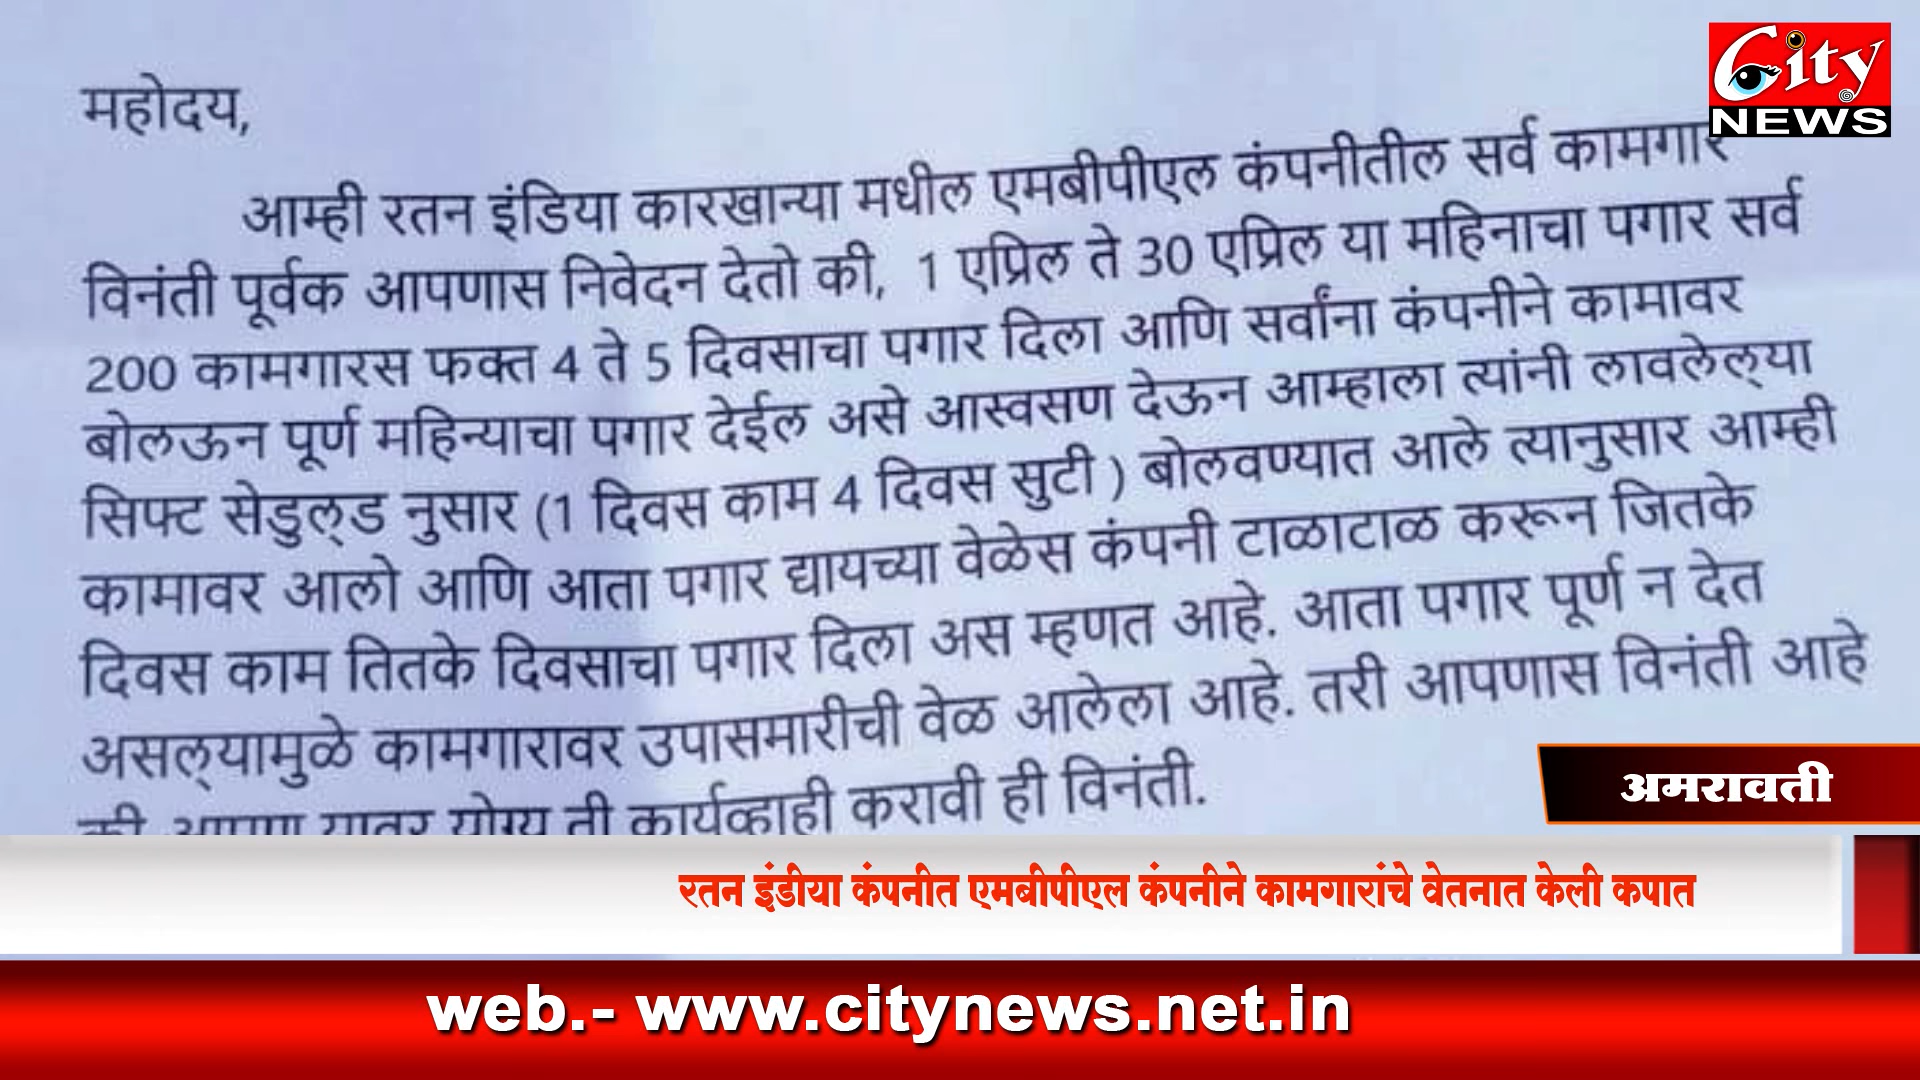 City
NEWS
महोदय,
आम्ही रतन इंडिया कारखान्या मधील एमबीपीएल कंपनीतील सर्व कामगार
विनंती पूर्वक आपणास निवेदन देतो की, 1 एप्रिल ते 30 एप्रिल या महिनाचा पगार सर्व
200 कामगारस फक्त 4 ते 5 दिवसाचा पगार दिला आणि सर्वांना कंपनीने कामावर
बोलऊन पूर्ण महिन्याचा पगार देईल असे आस्वसण देऊन आम्हाला त्यांनी लावलेल्‌या
सिफ्ट सेडुल्‌ड नुसार (1 दिवस काम 4 दिवस सुटी ) बोलवण्यात आले त्यानुसार आम्ही
कामावर आलो आणि आता पगार द्यायच्या वेळेस कंपनी टाळाटाळ करून जितके
दिवस काम तितके दिवसाचा पगार दिला अस म्हणत आहे. आता पगार पूर्ण न देत
असल्‌यामुळे कामगारावर उपासमारीची वेळ आलेला आहे. तरी आपणास विनंती आहे
की आपण यावर योग्य ती कार्यव्हाही करावी ही विनंती.
अमरावती
रतन इंडीया कंपनीत एमबीपीएल कंपनीने कामगारांचे वेतनात केली कपात
web.- www.citynews.net.in